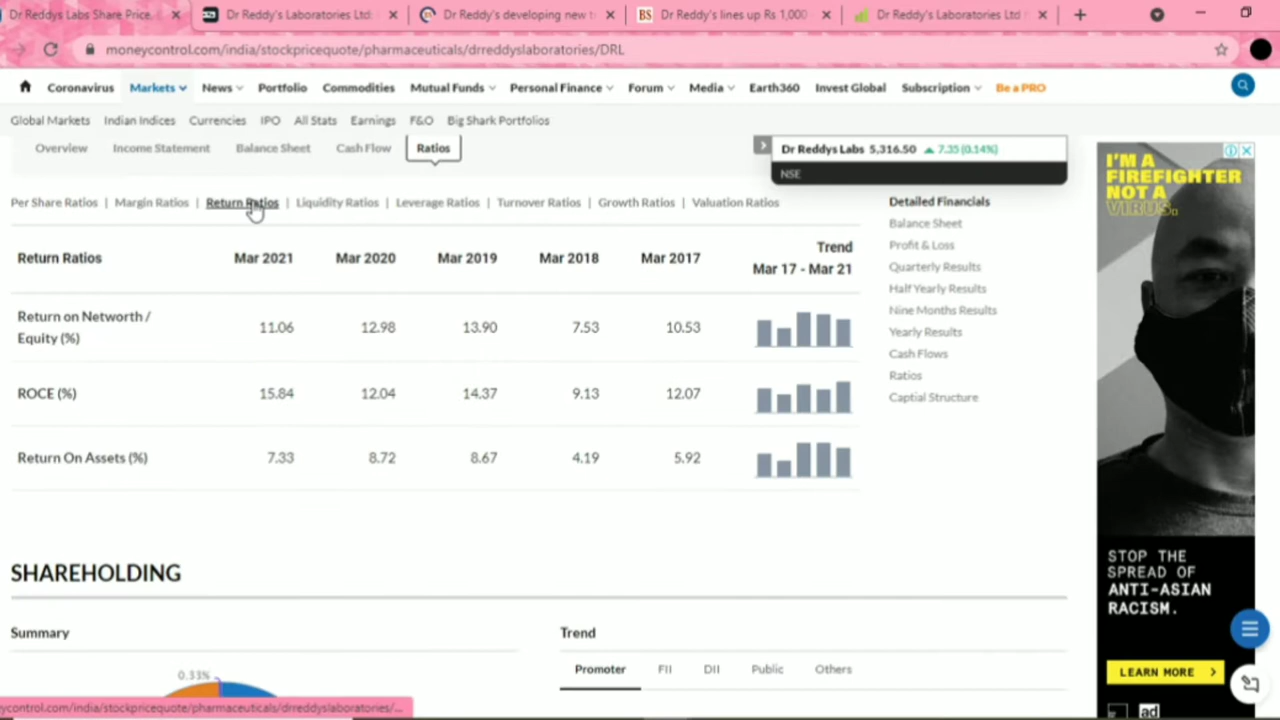 Dr Reddys Labs Share Price,
Dr Reddy's Laboratories Ltd:
Dr Reddy's developing new t
BS Dr Reddy's lines up Rs 1,000
Dr Reddy's Laboratories Ltd
moneycontrol.com/india/stockpricequote/pharmaceuticals/drreddyslaboratories/DRL
Coronavirus Markets News Portfolio Commodities Mutual Funds Personal Finance Forum Media Earth360 Invest Global Subscription Be a PRO
Global Markets Indian Indices Currencies IPO All Stats Earnings F&O Big Shark Portfolios
Overview Income Statement Balance Sheet Cash Flow Ratios
Dr Reddys Labs 5,316.50 7.35 (0.14%)
NSE
Per Share Ratios | Margin Ratios | Return Ratios | Liquidity Ratios | Leverage Ratios | Turnover Ratios | Growth Ratios | Valuation Ratios
Return Ratios Mar 2021 Mar 2020 Mar 2019 Mar 2018 Mar 2017 Trend
Mar 17 - Mar 21
Return on Networth /
Equity (%) 11.06 12.98 13.90 7.53 10.53
ROCE (%) 15.84 12.04 14.37 9.13 12.07
Return On Assets (%) 7.33 8.72 8.67 4.19 5.92
Detailed Financials
Balance Sheet
Profit & Loss
Quarterly Results
Half Yearly Results
Nine Months Results
Yearly Results
Cash Flows
Ratios
Captial Structure
I'M A
FIREFIGHTER
NOT A
VIRUS.
STOP THE
SPREAD OF
ANTI-ASIAN
RACISM.
LEARN MORE >
ad
SHAREHOLDING
Summary
0.33%
Trend
Promoter FII DII Public Others
eycontrol.com/india/stockpricequote/pharmaceuticals/drreddyslaboratories/...